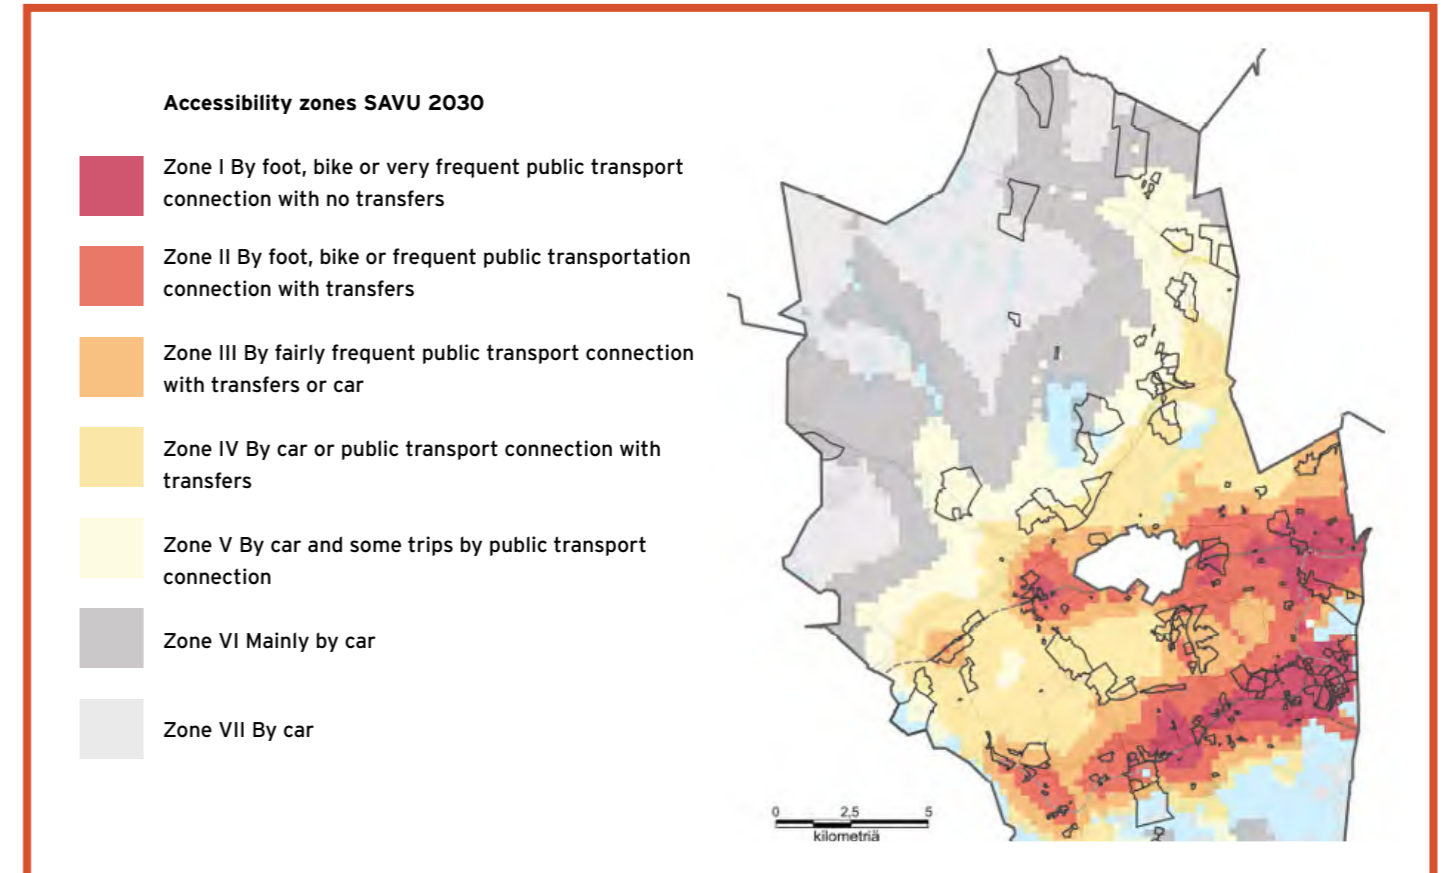 Accessibility zones SAVU 2030
Zone I By foot, bike or very frequent public transport
connection with no transfers
Zone II By foot, bike or frequent public transportation
connection with transfers
Zone III By fairly frequent public transport connection
with transfers or car
Zone IV By car or public transport connection with
transfers
Zone V By car and some trips by public transport
connection
Zone VI Mainly by car
Zone VII By car
0 2,5 5
kilometriä